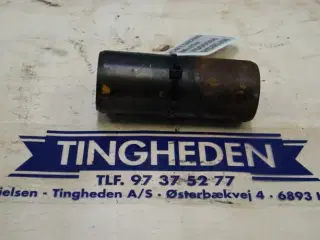 TINGHEDEN
TLF. 97 37 52 77
ielsen - Tingheden A/S - Østerbækvej 4 - 6893